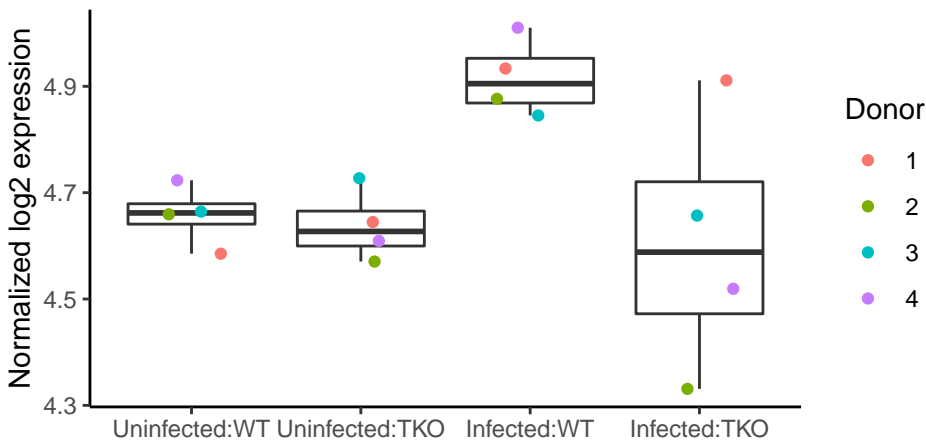 Normalized log2 expression
4.9
4.7
4.5
4.3
Uninfected:WT
Uninfected:TKO
Infected:WT
Infected:TKO
Donor
1
2
3
4